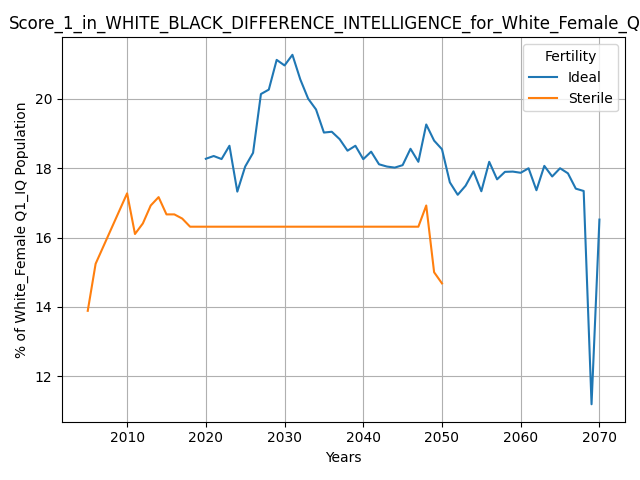 Score_1_in_WHITE_BLACK_DIFFERENCE_INTELLIGENCE_for_White_Female_Q
% of White_Female Q1_IQ Population
20
18
16
14
12
Fertility
Ideal
Sterile
2010 2020 2030 2040 2050 2060 2070
Years